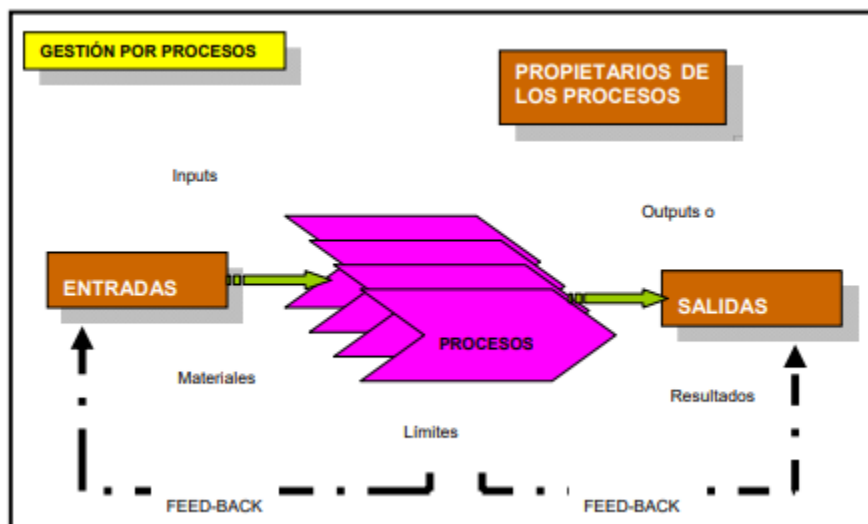 GESTIÓN POR PROCESOS
PROPIETARIOS DE
LOS PROCESOS
Inputs
Outputs o
ENTRADAS
SALIDAS
PROCESOS
Materiales
Resultados
Límites
FEED-BACK
FEED-BACK